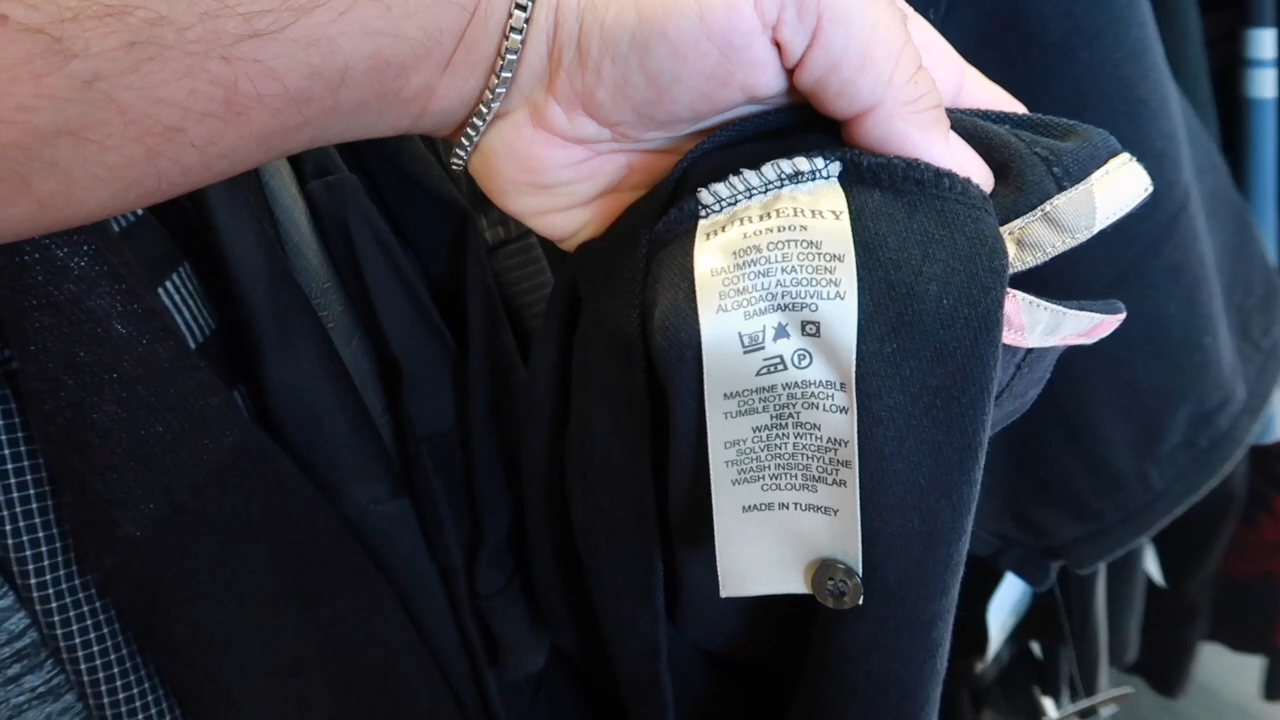 BURBERRY
LONDON
100% COTTON/
BAUMWOLLE/ COTON/
COTONE/ KATOEN/
BOMULL/ ALGODON/
ALGODAO/ PUUVILLA/
BAMBAKEPO
30
P
MACHINE WASHABLE
DO NOT BLEACH
TUMBLE DRY ON LOW
HEAT
WARM IRON
DRY CLEAN WITH ANY
SOLVENT EXCEPT
TRICHLOROETHYLENE
WASH INSIDE OUT
WASH WITH SIMILAR
COLOURS
MADE IN TURKEY